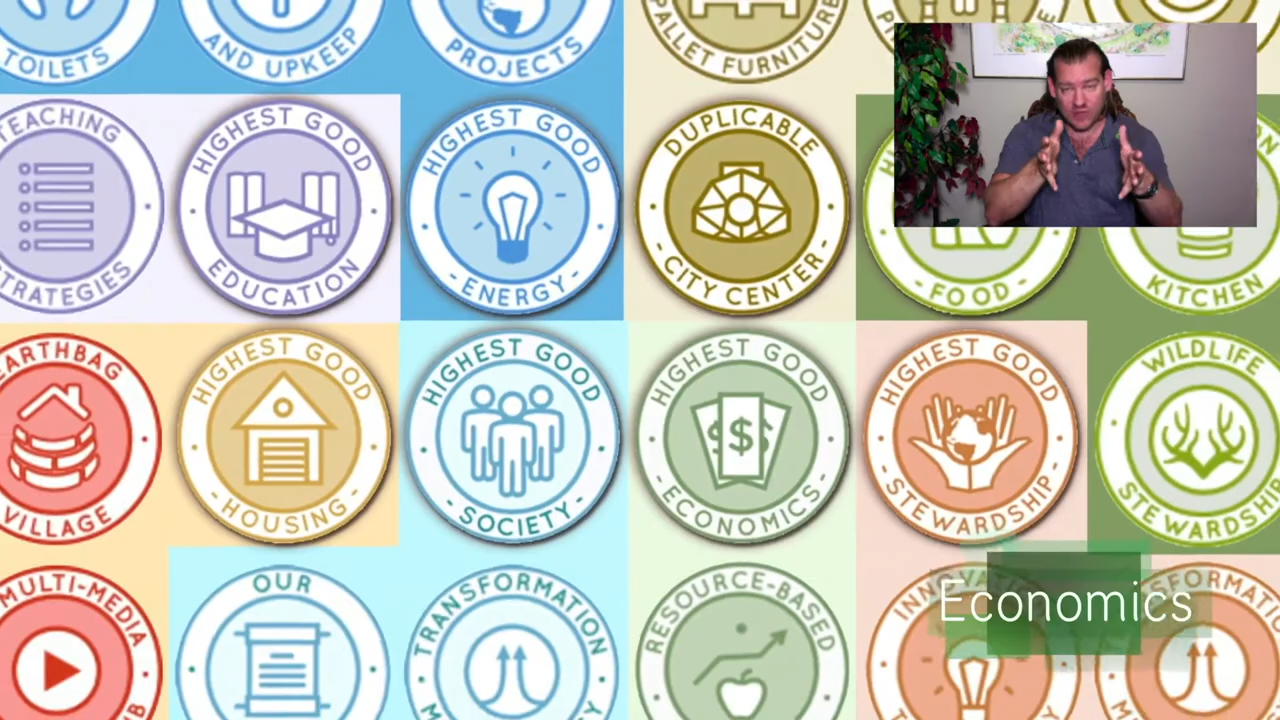 TOILETS
AND UPKEEP
PROJECTS
PALLET FURNITURE
TEACHING
STRATEGIES
HIGHEST GOOD
EDUCATION
HIGHEST GOOD
- ENERGY -
DUPLICABLE
- CITY CENTER -
- FOOD -
KITCHEN
EARTHBAG
VILLAGE
HIGHEST GOOD
- HOUSING -
HIGHEST GOOD
- SOCIETY -
HIGHEST GOOD
$ $ $
- ECONOMICS -
HIGHEST GOOD
- STEWARDSHIP -
WILDLIFE
STEWARDSHIP
MULTI-MEDIA
OUR
TRANSFORMATION
RESOURCE-BASED
Economics